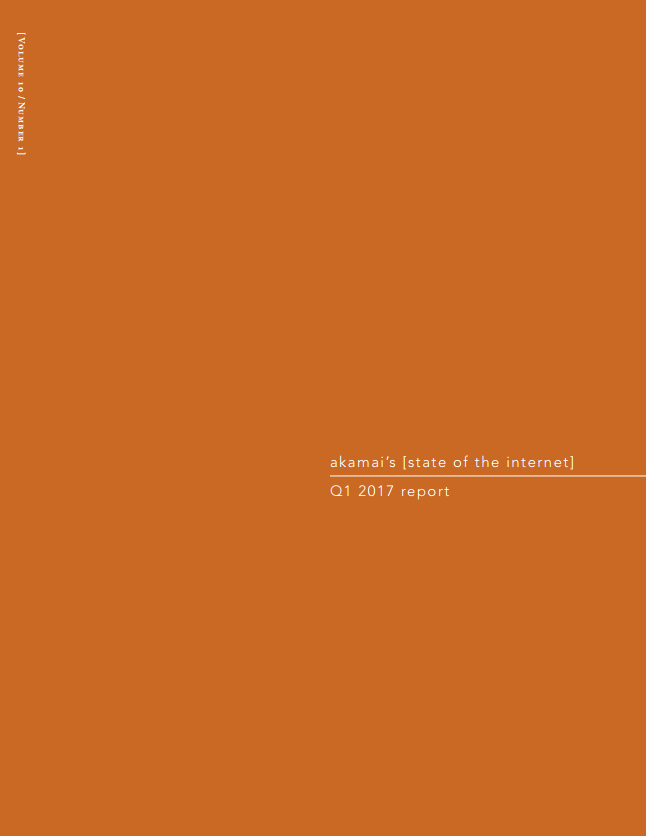 [Volume 10 / Number 1]
akamai's [state of the internet]
Q1 2017 report